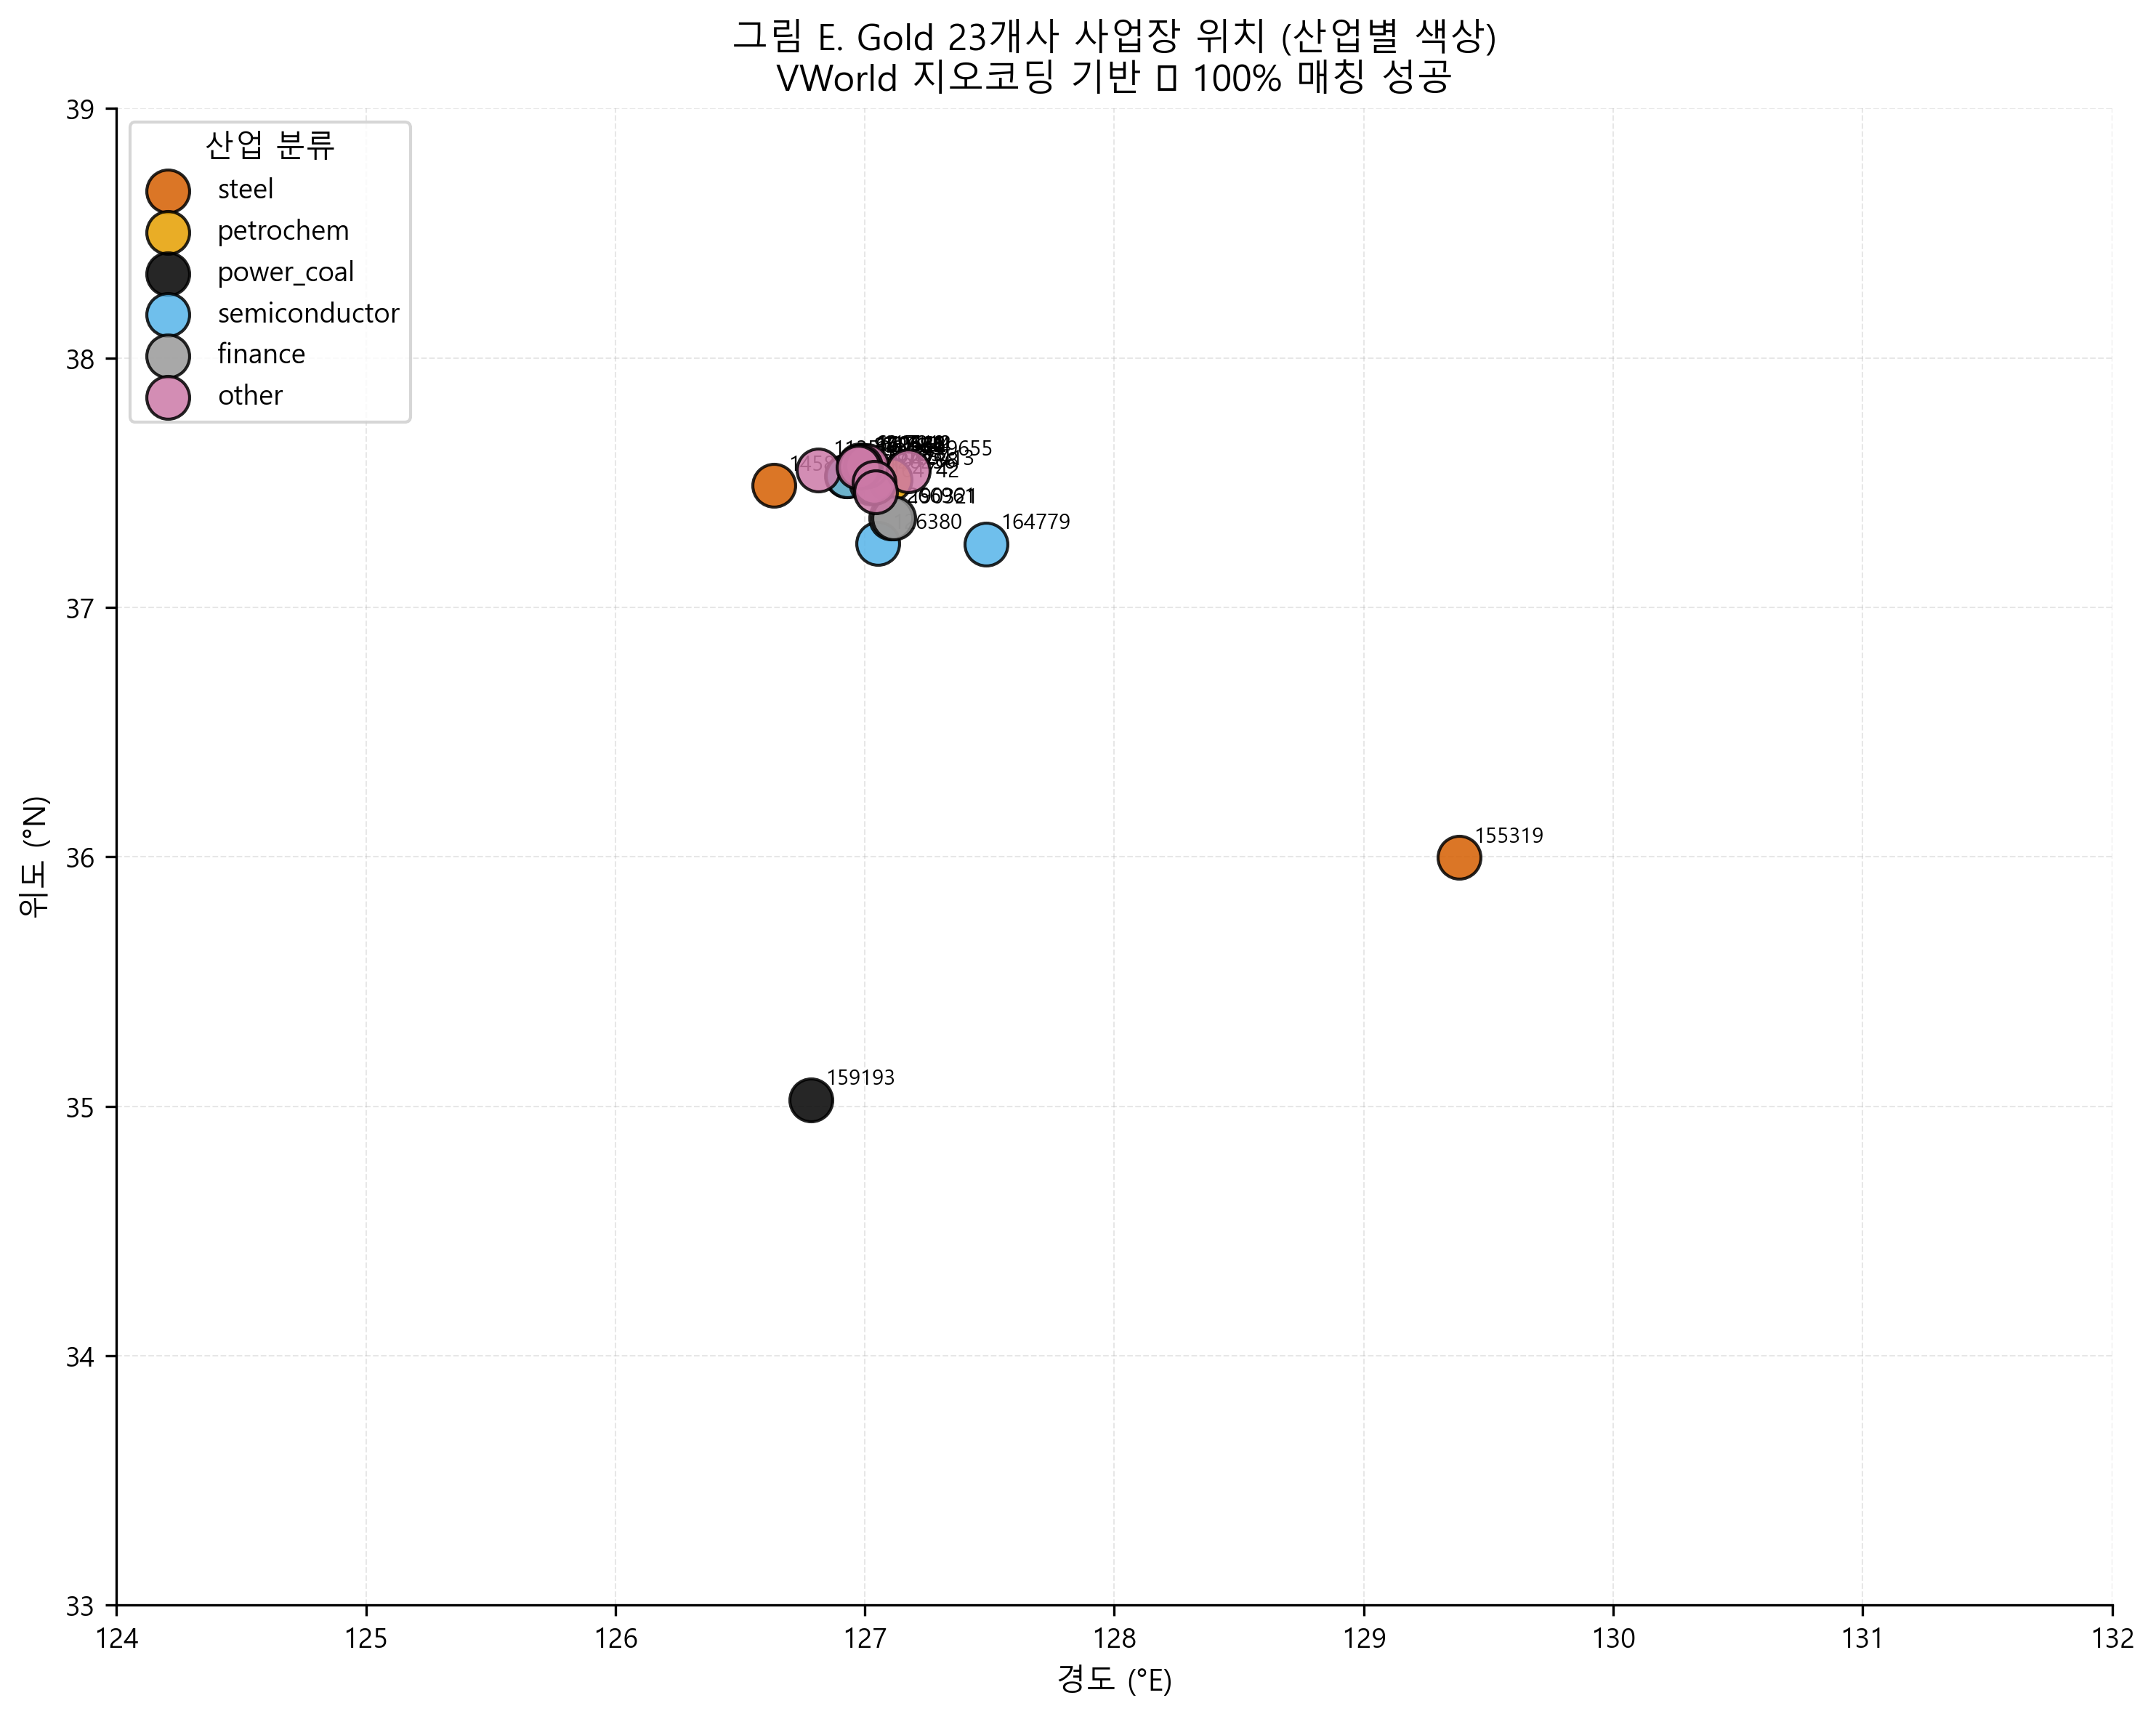 그림 E. Gold 23개사 사업장 위치 (산업별 색상)
VWorld 지오코딩 기반 □ 100% 매칭 성공
39
산업 분류
steel
petrochem
power_coal
semiconductor
finance
other
38
37
36
35
34
33
164779
155319
159193
124
125
126
127
128
129
130
131
132
위도 (°N)
경도 (°E)